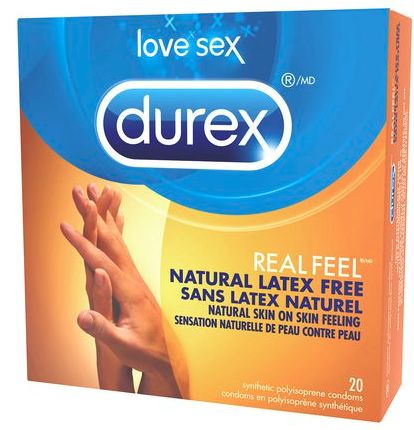 love sex
durex
®/MD
REAL FEEL
NATURAL LATEX FREE
SANS LATEX NATUREL
NATURAL SKIN ON SKIN FEELING
SENSATION NATURELLE DE PEAU CONTRE PEAU
20
synthetic polyisoprene condoms
condoms en polyisoprène synthétique
durex